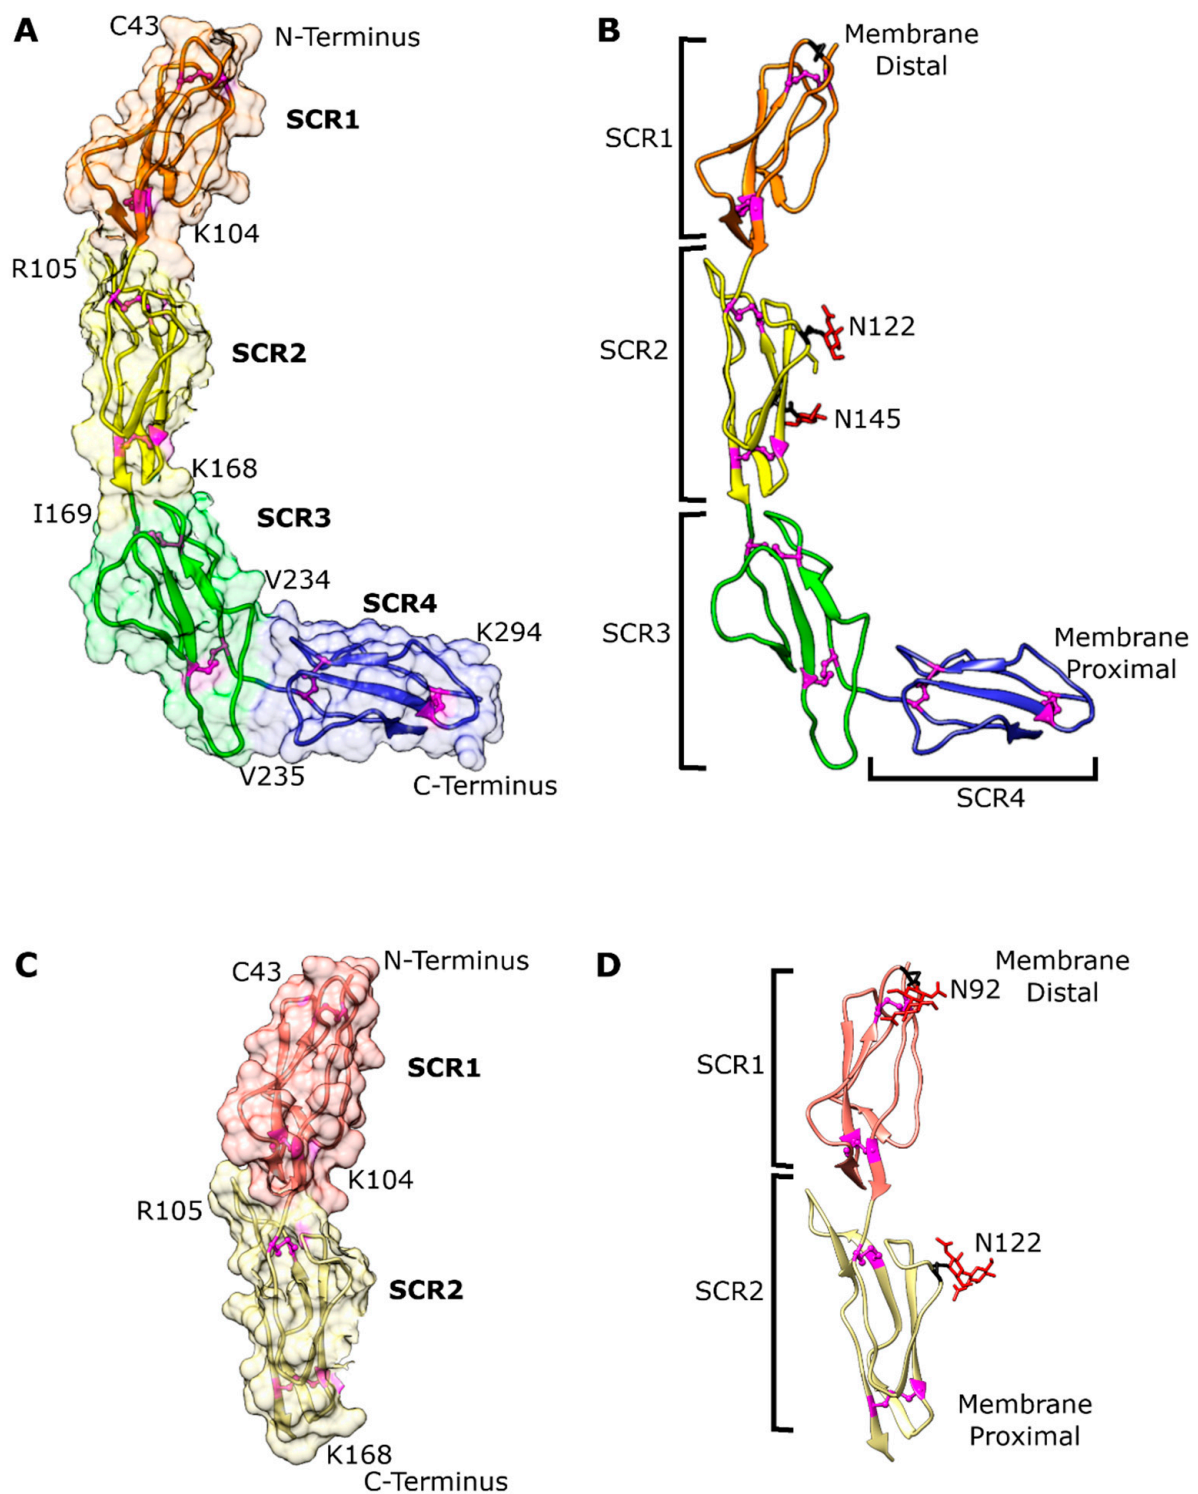 A
C43
N-Terminus
SCR1
K104
R105
SCR2
K168
I169
SCR3
V234
SCR4
K294
V235
C-Terminus
B
Membrane
Distal
SCR1
SCR2
N122
N145
SCR3
Membrane
Proximal
SCR4
C
C43
N-Terminus
SCR1
K104
R105
SCR2
K168
C-Terminus
D
Membrane
Distal
N92
SCR1
SCR2
N122
Membrane
Proximal